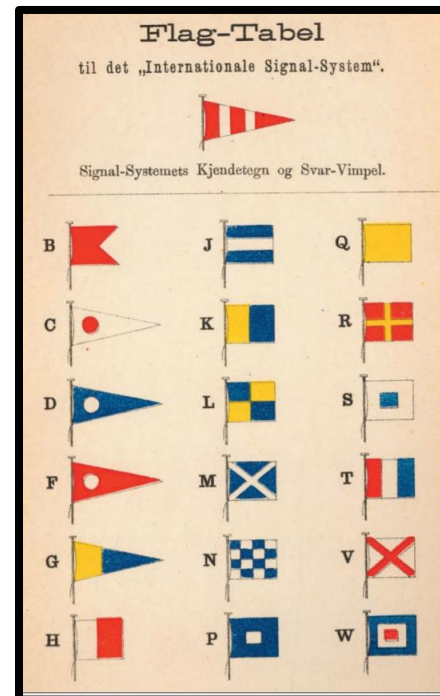 Flag-Tabel
til det „Internationale Signal-System“.
Signal-Systemets Kjendetegn og Svar-Vimpel.
B J Q
C K R
D L S
F M T
G N V
H P W